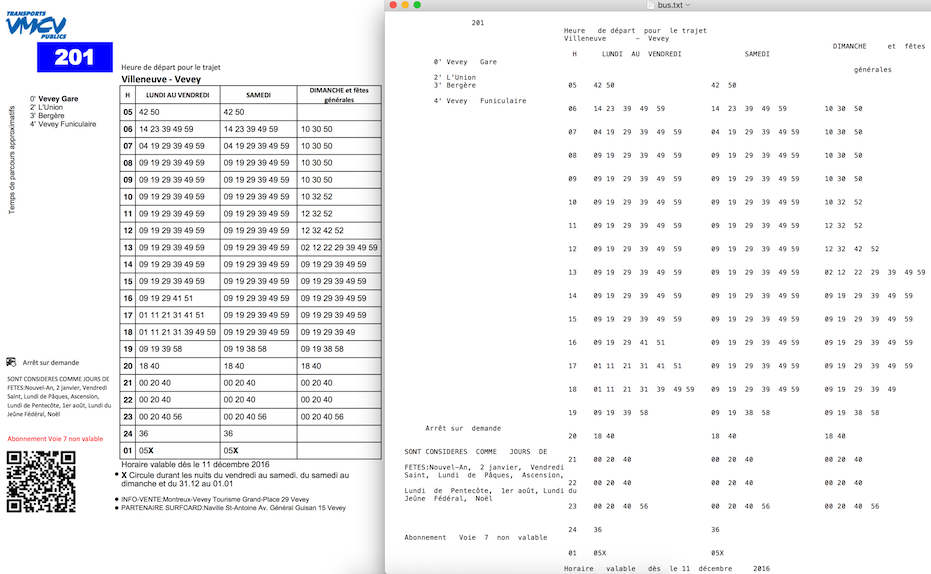 TRANSPORTS
VMCV
PUBLICS
201
0' Vevey Gare
2' L'Union
3' Bergère
4' Vevey Funiculaire
Temps de parcours approximatifs
Heure de départ pour le trajet
Villeneuve - Vevey
H LUNDI AU VENDREDI SAMEDI DIMANCHE et fêtes générales
05 42 50 42 50
06 14 23 39 49 59 14 23 39 49 59 10 30 50
07 04 19 29 39 49 59 04 19 29 39 49 59 10 30 50
08 09 19 29 39 49 59 09 19 29 39 49 59 10 30 50
09 09 19 29 39 49 59 09 19 29 39 49 59 10 30 50
10 09 19 29 39 49 59 09 19 29 39 49 59 10 32 52
11 09 19 29 39 49 59 09 19 29 39 49 59 12 32 52
12 09 19 29 39 49 59 09 19 29 39 49 59 12 32 42 52
13 09 19 29 39 49 59 09 19 29 39 49 59 02 12 22 29 39 49 59
14 09 19 29 39 49 59 09 19 29 39 49 59 09 19 29 39 49 59
15 09 19 29 39 49 59 09 19 29 39 49 59 09 19 29 39 49 59
16 09 19 29 41 51 09 19 29 39 49 59 09 19 29 39 49 59
17 01 11 21 31 41 51 09 19 29 39 49 59 09 19 29 39 49 59
18 01 11 21 31 39 49 59 09 19 29 39 49 59 09 19 29 39 49
19 09 19 39 58 09 19 38 58 09 19 38 58
20 18 40 18 40 18 40
21 00 20 40 00 20 40 00 20 40
22 00 20 40 00 20 40 00 20 40
23 00 20 40 56 00 20 40 56 00 20 40 56
24 36 36
01 05X 05X
Arrêt sur demande
SONT CONSIDERES COMME JOURS DE
FETES:Nouvel-An, 2 janvier, Vendredi
Saint, Lundi de Pâques, Ascension,
Lundi de Pentecôte, 1er août, Lundi du
Jeûne Fédéral, Noël
Abonnement Voie 7 non valable
Horaire valable dès le 11 décembre 2016
X Circule durant les nuits du vendredi au samedi. du samedi au
dimanche et du 31.12 au 01.01
INFO-VENTE:Montreux-Vevey Tourisme Grand-Place 29 Vevey
PARTENAIRE SURFCARD:Naville St-Antoine Av. Général Guisan 15 Vevey
bus.txt
201
Heure de départ pour le trajet
Villeneuve - Vevey
DIMANCHE et fêtes
H LUNDI AU VENDREDI SAMEDI
0' Vevey Gare
générales
2' L'Union
3' Bergère
05 42 50 42 50
4' Vevey Funiculaire
06 14 23 39 49 59 14 23 39 49 59 10 30 50
07 04 19 29 39 49 59 04 19 29 39 49 59 10 30 50
08 09 19 29 39 49 59 09 19 29 39 49 59 10 30 50
09 09 19 29 39 49 59 09 19 29 39 49 59 10 30 50
10 09 19 29 39 49 59 09 19 29 39 49 59 10 32 52
11 09 19 29 39 49 59 09 19 29 39 49 59 12 32 52
12 09 19 29 39 49 59 09 19 29 39 49 59 12 32 42 52
13 09 19 29 39 49 59 09 19 29 39 49 59 02 12 22 29 39 49 59
14 09 19 29 39 49 59 09 19 29 39 49 59 09 19 29 39 49 59
15 09 19 29 39 49 59 09 19 29 39 49 59 09 19 29 39 49 59
16 09 19 29 41 51 09 19 29 39 49 59 09 19 29 39 49 59
17 01 11 21 31 41 51 09 19 29 39 49 59 09 19 29 39 49 59
18 01 11 21 31 39 49 59 09 19 29 39 49 59 09 19 29 39 49
19 09 19 39 58 09 19 38 58 09 19 38 58
Arrêt sur demande
20 18 40 18 40 18 40
SONT CONSIDERES COMME JOURS DE
21 00 20 40 00 20 40 00 20 40
FETES:Nouvel-An, 2 janvier, Vendredi
Saint, Lundi de Pâques, Ascension,
22 00 20 40 00 20 40 00 20 40
Lundi de Pentecôte, 1er août, Lundi du
Jeûne Fédéral, Noël
23 00 20 40 56 00 20 40 56 00 20 40 56
24 36 36
Abonnement Voie 7 non valable
01 05X 05X
Horaire valable dès le 11 décembre 2016